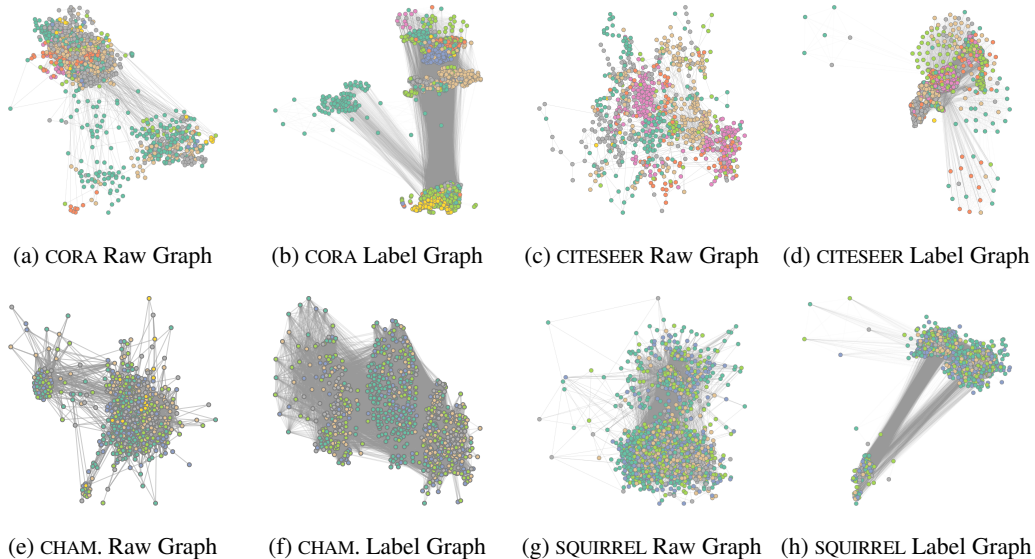 (a) CORA Raw Graph (b) CORA Label Graph (c) CITESEER Raw Graph (d) CITESEER Label Graph
(e) CHAM. Raw Graph (f) CHAM. Label Graph (g) SQUIRREL Raw Graph (h) SQUIRREL Label Graph